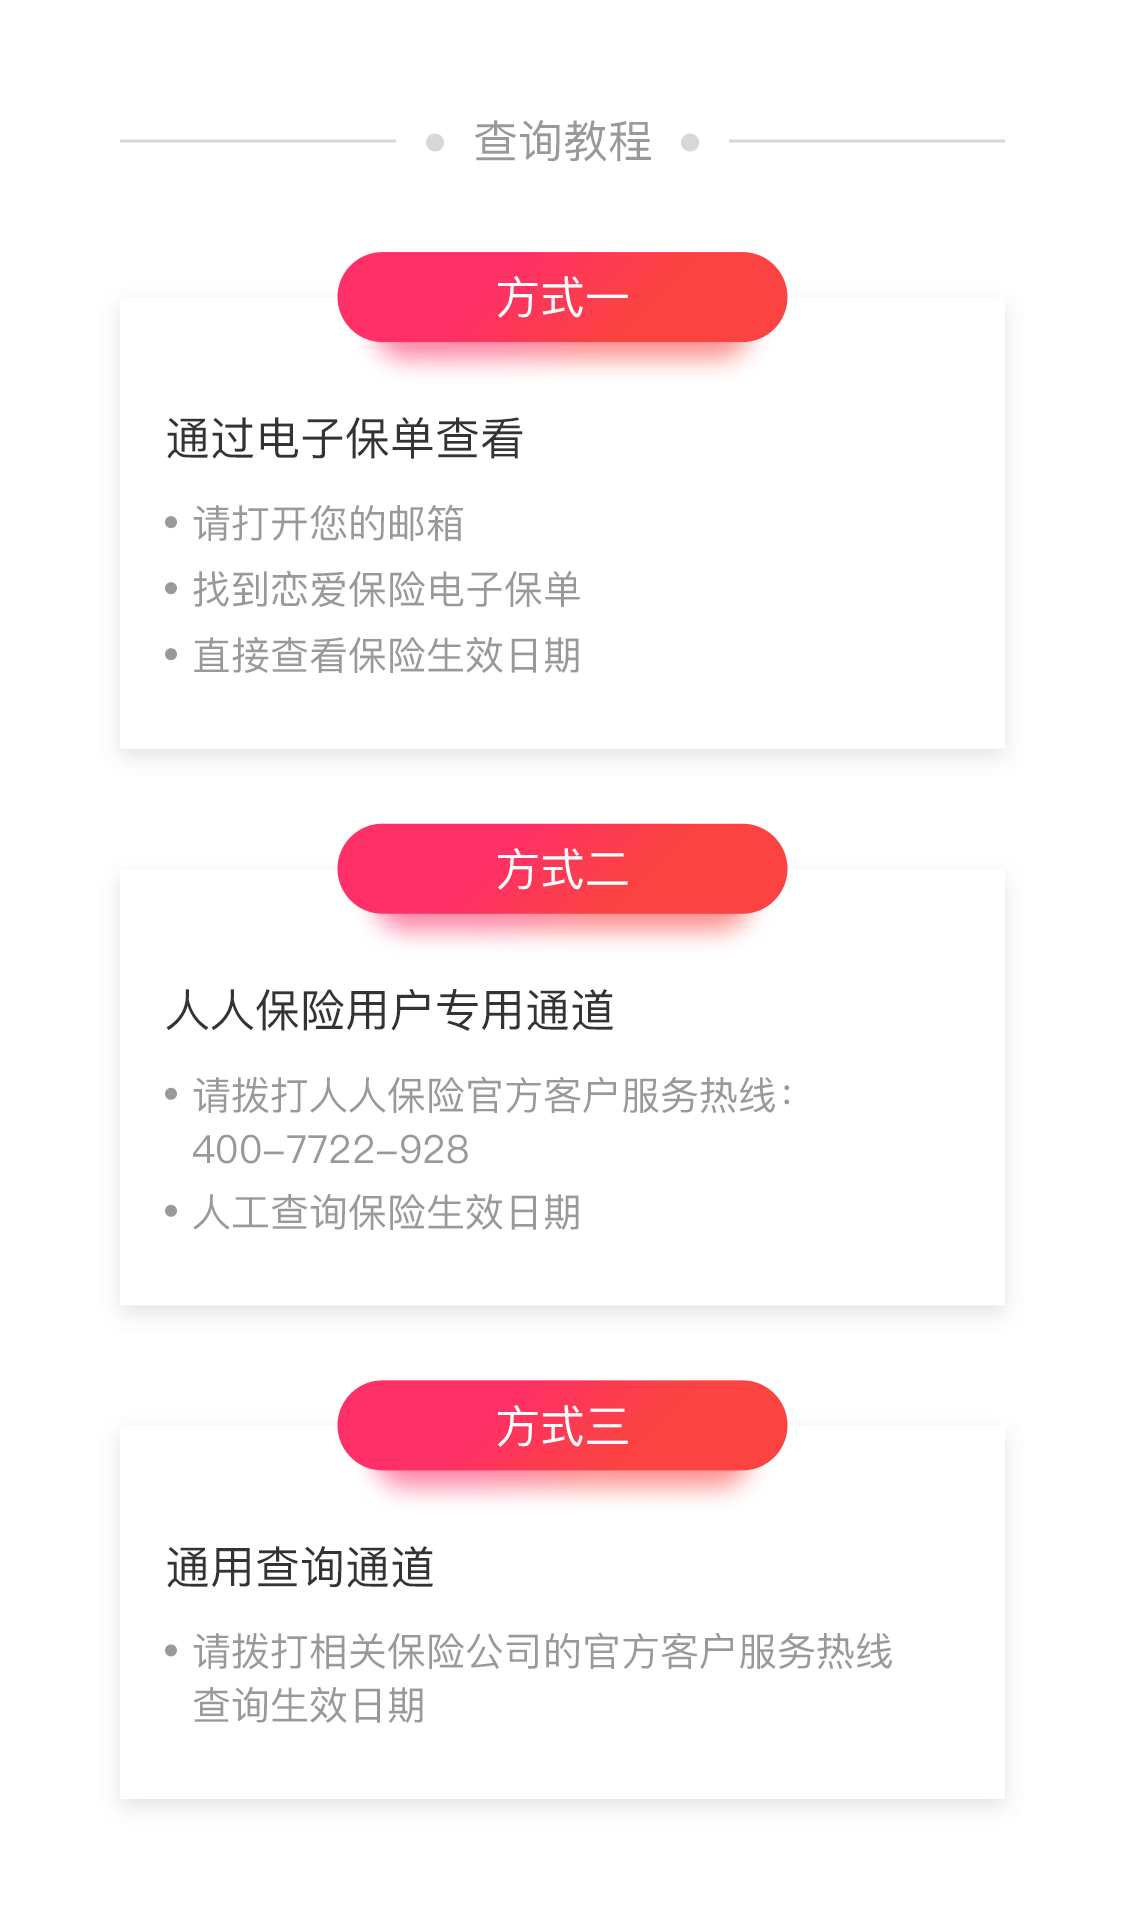 查询教程
方式一
通过电子保单查看
请打开您的邮箱
找到恋爱保险电子保单
直接查看保险生效日期
方式二
人人保险用户专用通道
请拨打人人保险官方客户服务热线：
400-7722-928
人工查询保险生效日期
方式三
通用查询通道
请拨打相关保险公司的官方客户服务热线
查询生效日期